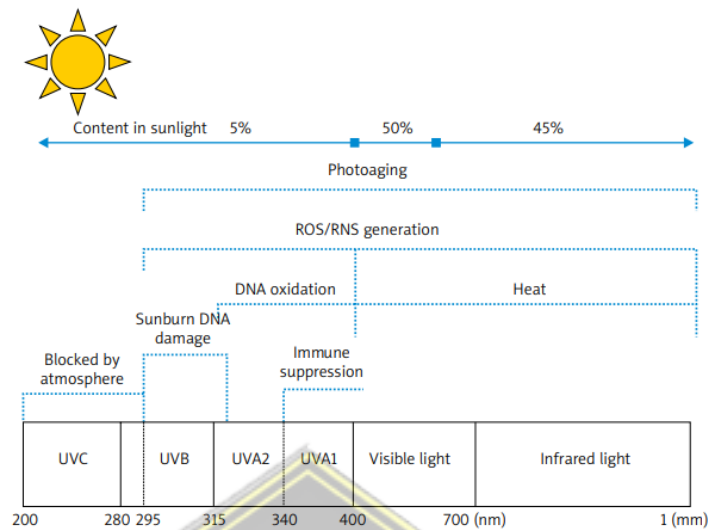 Content in sunlight 5% 50% 45%
Photoaging
ROS/RNS generation
DNA oxidation Heat
Sunburn DNA
damage
Immune
suppression
Blocked by
atmosphere
UVC UVB UVA2 UVA1 Visible light Infrared light
200 280 295 315 340 400 700 (nm) 1 (mm)